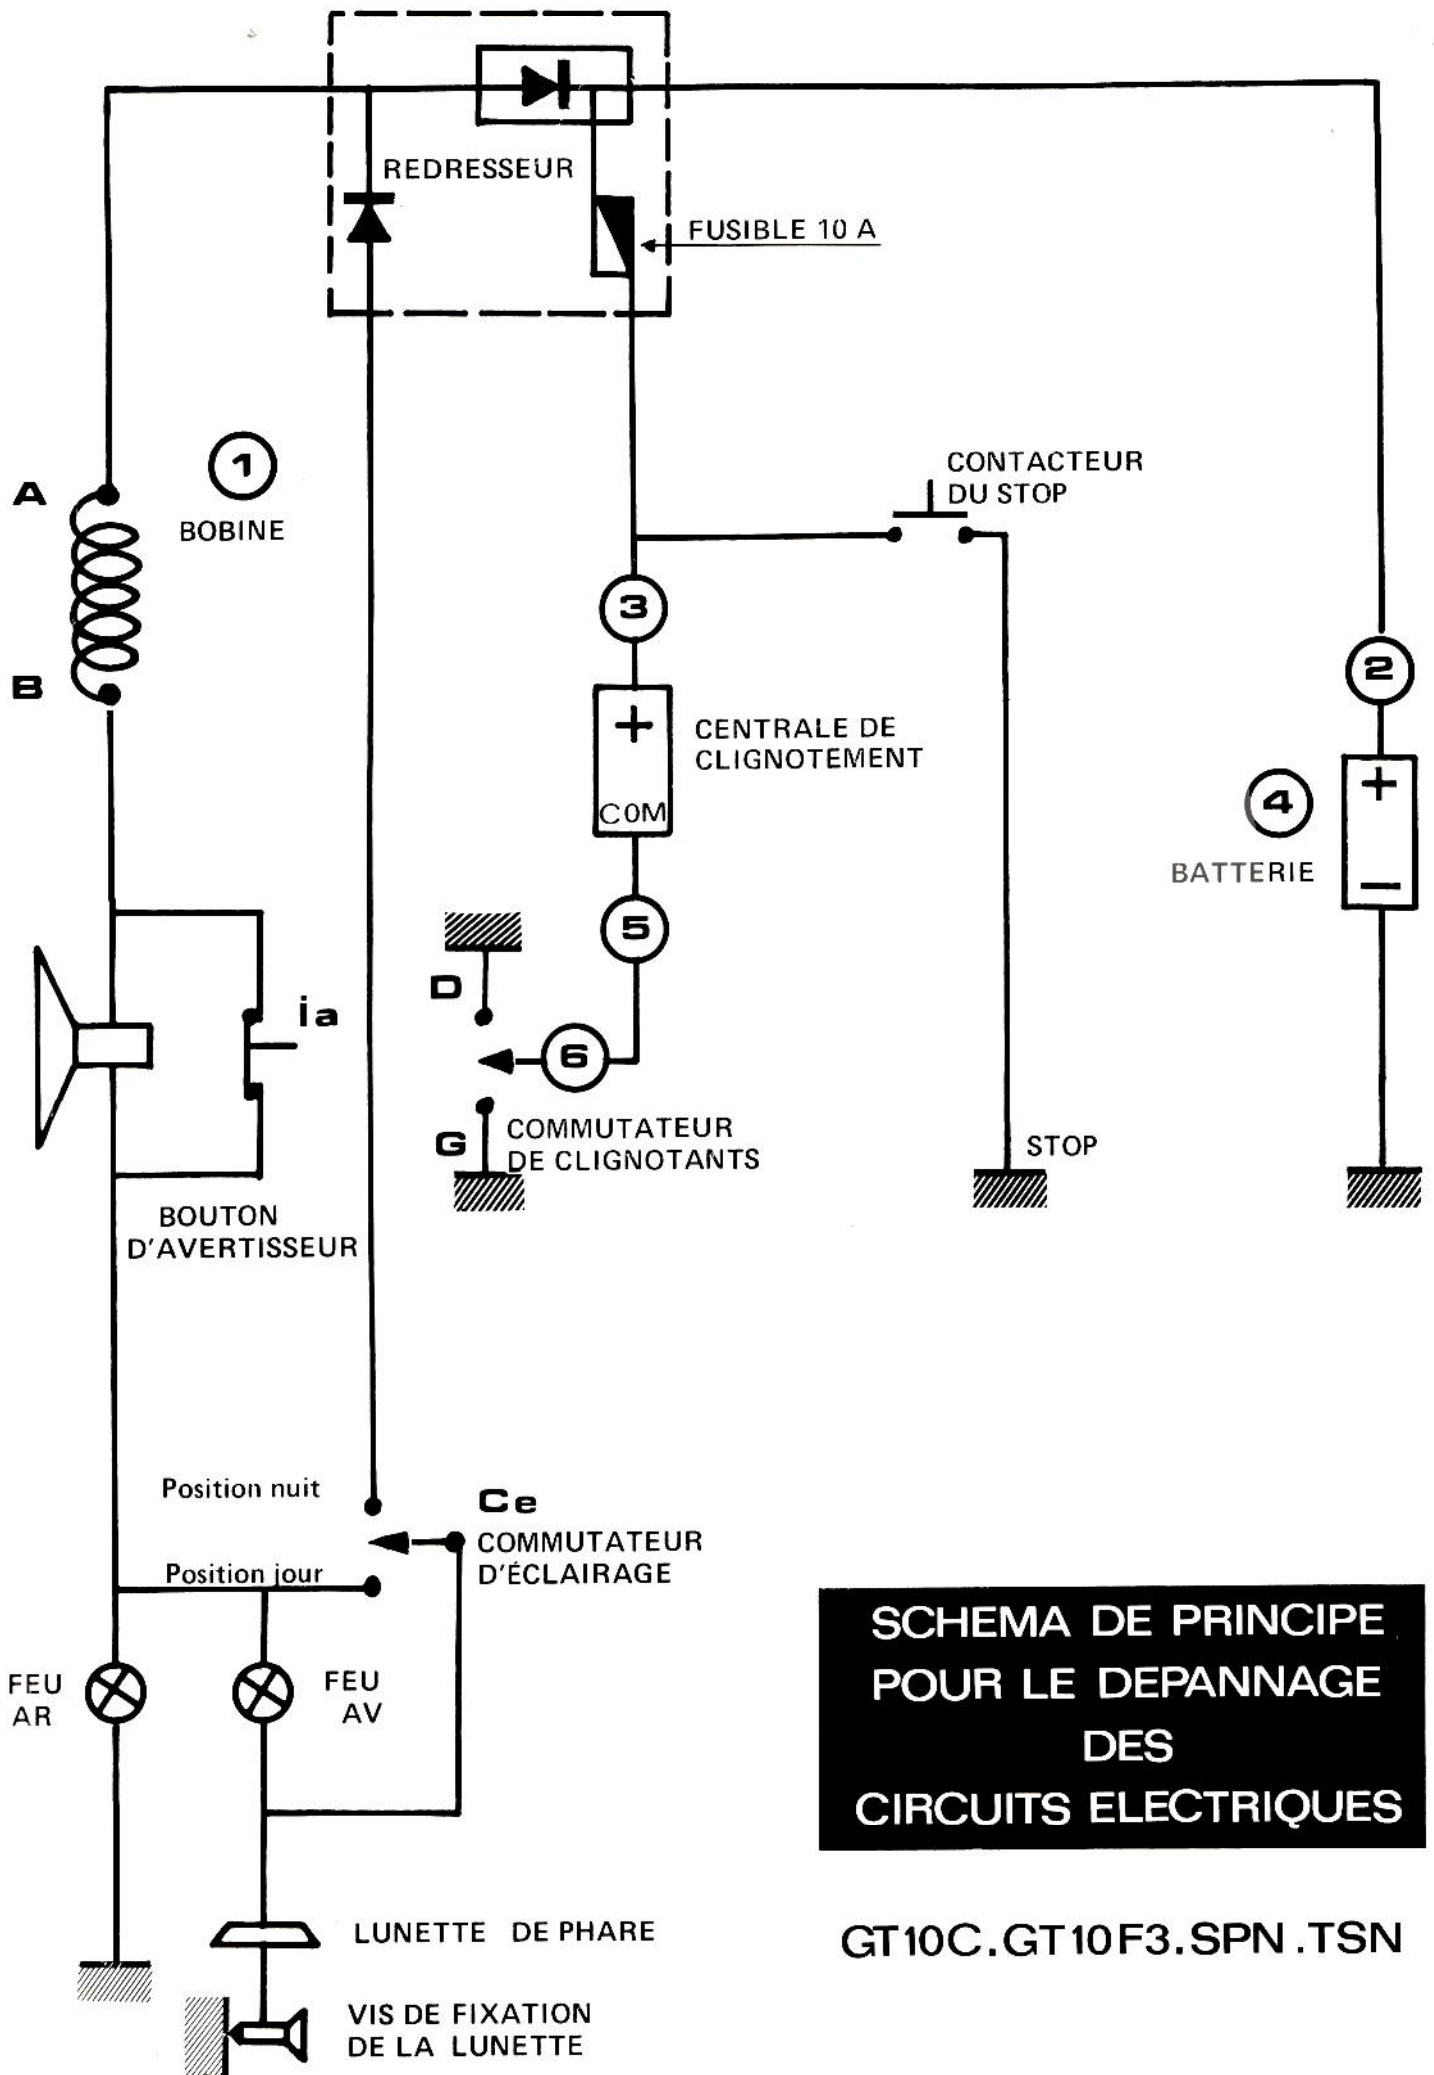 REDRESSEUR
FUSIBLE 10 A
1
A
BOBINE
B
CONTACTEUR
DU STOP
3
2
+
CENTRALE DE
CLIGNOTEMENT
COM
+
4
BATTERIE
−
5
D
ia
6
G
COMMUTATEUR
DE CLIGNOTANTS
STOP
BOUTON
D'AVERTISSEUR
Position nuit
Ce
COMMUTATEUR
D'ÉCLAIRAGE
Position jour
FEU
AR
FEU
AV
SCHEMA DE PRINCIPE
POUR LE DEPANNAGE
DES
CIRCUITS ELECTRIQUES
LUNETTE DE PHARE
GT10C.GT10F3.SPN.TSN
VIS DE FIXATION
DE LA LUNETTE